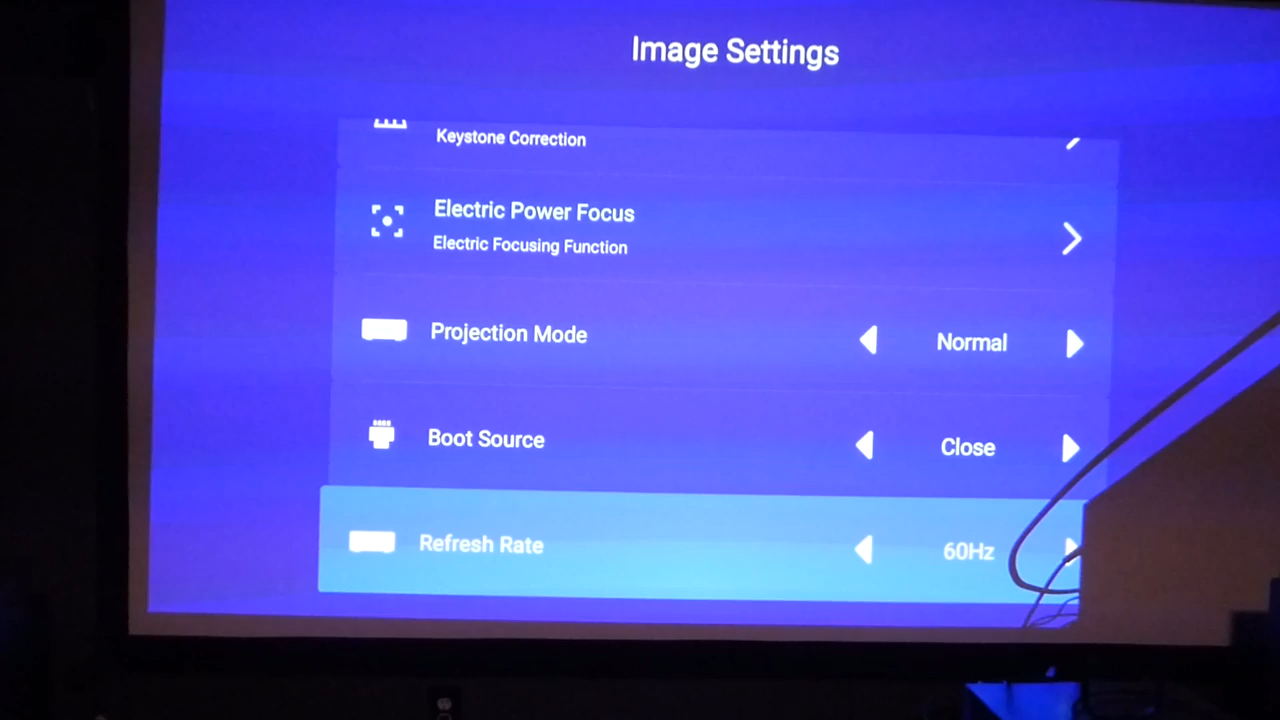 Image Settings
Keystone Correction
Electric Power Focus
Electric Focusing Function
Projection Mode
Normal
Boot Source
Close
Refresh Rate
60Hz